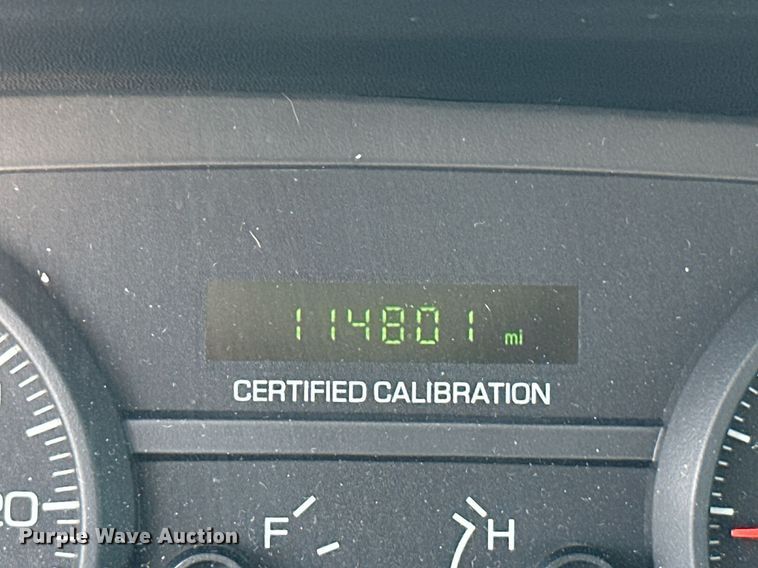 114801 mi
CERTIFIED CALIBRATION
20
F H
Purple Wave Auction